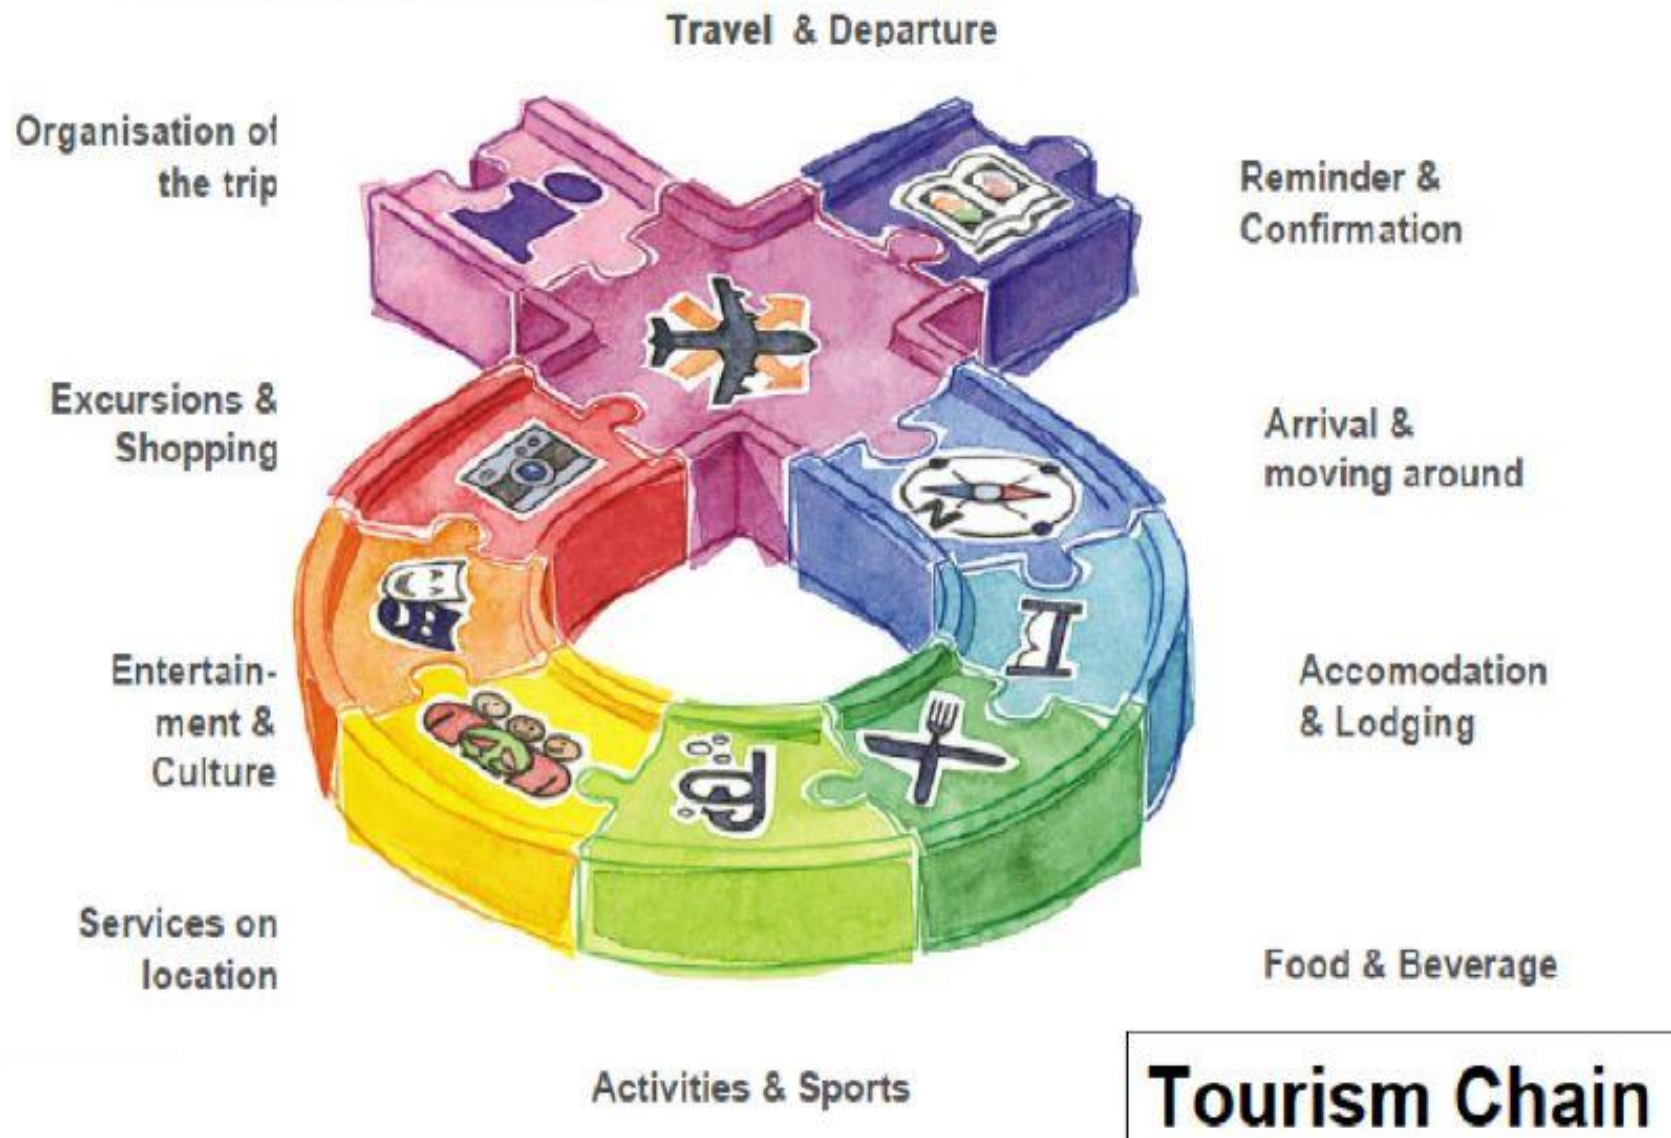 Travel & Departure
Organisation of
the trip
Reminder &
Confirmation
Excursions &
Shopping
Arrival &
moving around
Entertain-
ment &
Culture
Accomodation
& Lodging
Services on
location
Food & Beverage
Activities & Sports
Tourism Chain
N